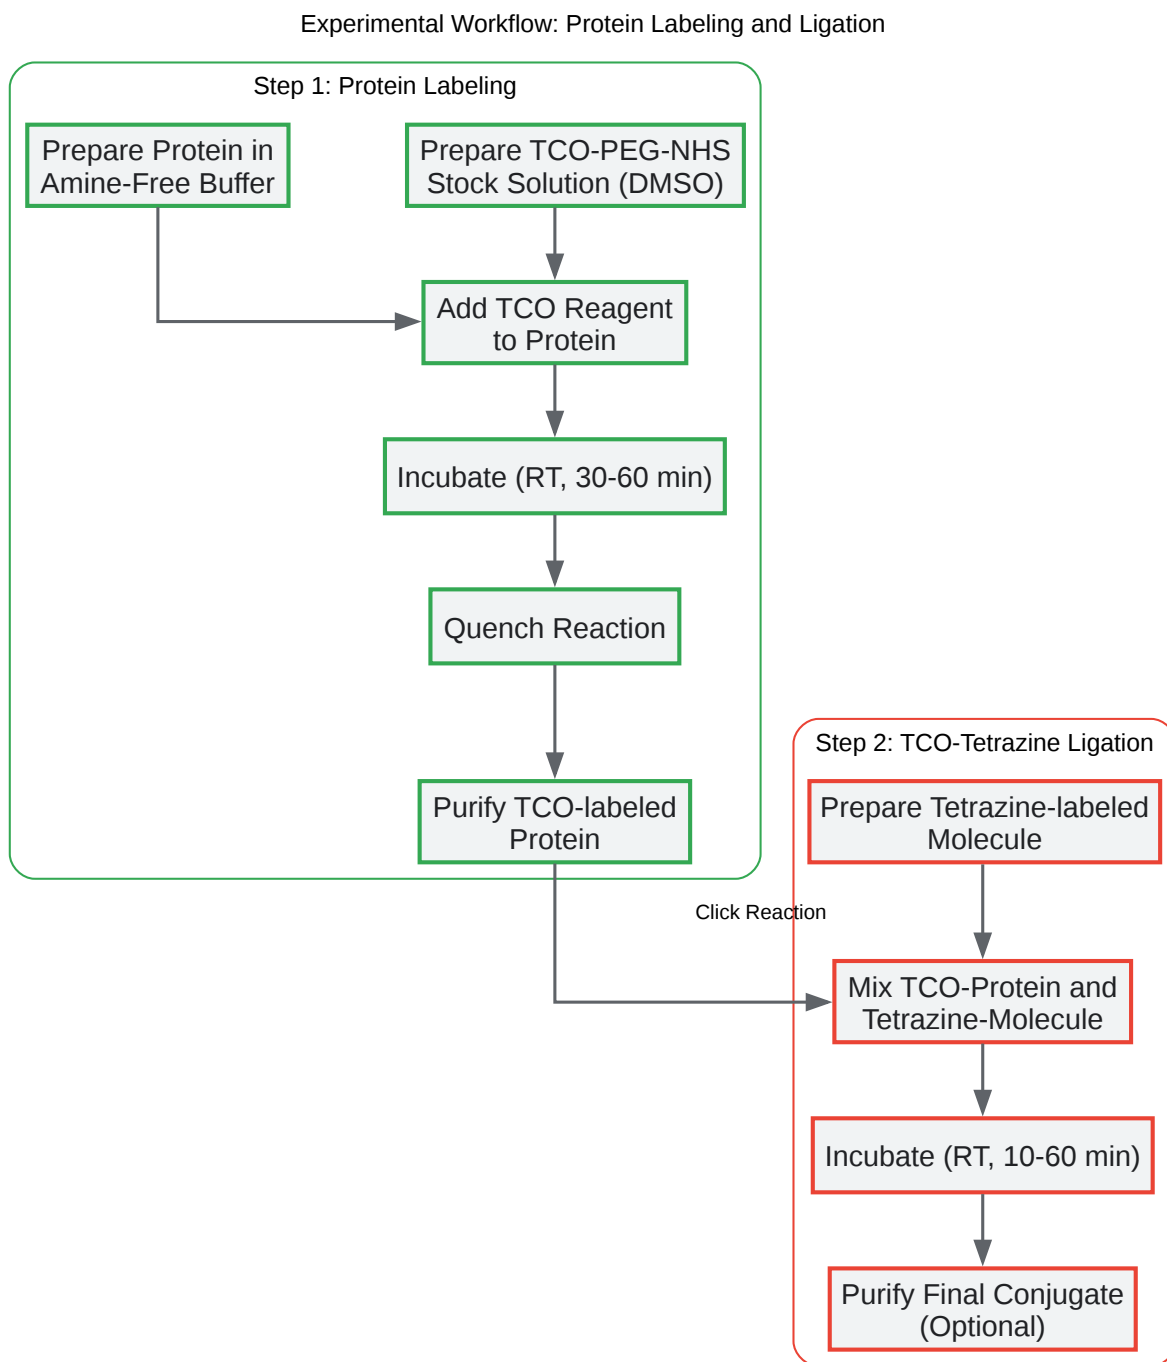 Experimental Workflow: Protein Labeling and Ligation
Step 1: Protein Labeling
Prepare Protein in
Amine-Free Buffer
Prepare TCO-PEG-NHS
Stock Solution (DMSO)
Add TCO Reagent
to Protein
Incubate (RT, 30-60 min)
Quench Reaction
Purify TCO-labeled
Protein
Step 2: TCO-Tetrazine Ligation
Prepare Tetrazine-labeled
Molecule
Click Reaction
Mix TCO-Protein and
Tetrazine-Molecule
Incubate (RT, 10-60 min)
Purify Final Conjugate
(Optional)